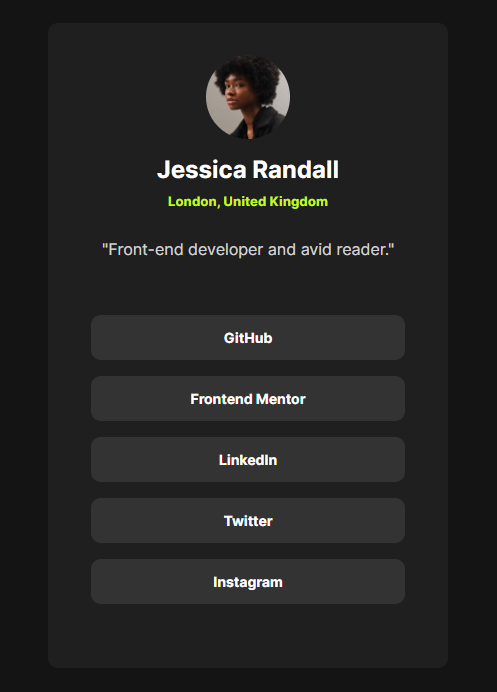 Jessica Randall
London, United Kingdom
"Front-end developer and avid reader."
GitHub
Frontend Mentor
LinkedIn
Twitter
Instagram